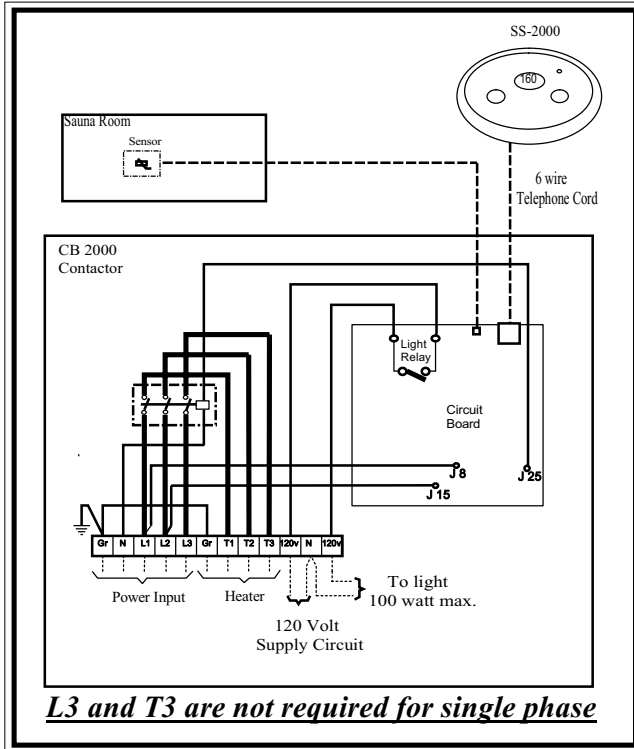 SS-2000
160
Sauna Room
Sensor
6 wire
Telephone Cord
CB 2000
Contactor
Light
Relay
Circuit
Board
J 8
J 25
J 15
Gr N L1 L2 L3 Gr T1 T2 T3 120v N 120v
Power Input
Heater
To light
100 watt max.
120 Volt
Supply Circuit
L3 and T3 are not required for single phase